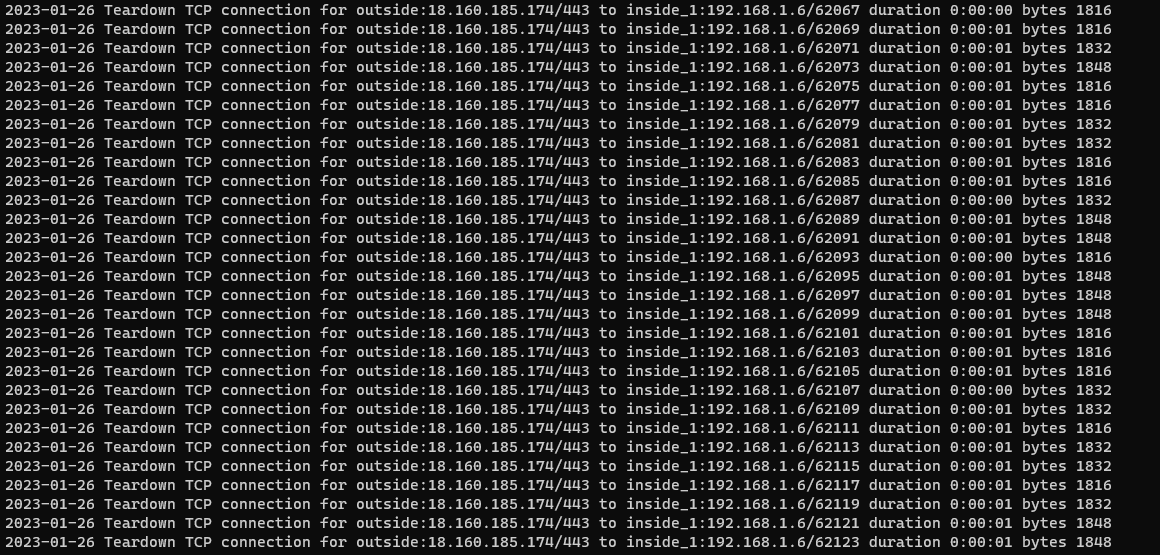 2023-01-26 Teardown TCP connection for outside:18.160.185.174/443 to inside_1:192.168.1.6/62067 duration 0:00:00 bytes 1816
2023-01-26 Teardown TCP connection for outside:18.160.185.174/443 to inside_1:192.168.1.6/62069 duration 0:00:01 bytes 1816
2023-01-26 Teardown TCP connection for outside:18.160.185.174/443 to inside_1:192.168.1.6/62071 duration 0:00:01 bytes 1832
2023-01-26 Teardown TCP connection for outside:18.160.185.174/443 to inside_1:192.168.1.6/62073 duration 0:00:01 bytes 1848
2023-01-26 Teardown TCP connection for outside:18.160.185.174/443 to inside_1:192.168.1.6/62075 duration 0:00:01 bytes 1816
2023-01-26 Teardown TCP connection for outside:18.160.185.174/443 to inside_1:192.168.1.6/62077 duration 0:00:01 bytes 1816
2023-01-26 Teardown TCP connection for outside:18.160.185.174/443 to inside_1:192.168.1.6/62079 duration 0:00:01 bytes 1832
2023-01-26 Teardown TCP connection for outside:18.160.185.174/443 to inside_1:192.168.1.6/62081 duration 0:00:01 bytes 1832
2023-01-26 Teardown TCP connection for outside:18.160.185.174/443 to inside_1:192.168.1.6/62083 duration 0:00:01 bytes 1816
2023-01-26 Teardown TCP connection for outside:18.160.185.174/443 to inside_1:192.168.1.6/62085 duration 0:00:01 bytes 1816
2023-01-26 Teardown TCP connection for outside:18.160.185.174/443 to inside_1:192.168.1.6/62087 duration 0:00:00 bytes 1832
2023-01-26 Teardown TCP connection for outside:18.160.185.174/443 to inside_1:192.168.1.6/62089 duration 0:00:01 bytes 1848
2023-01-26 Teardown TCP connection for outside:18.160.185.174/443 to inside_1:192.168.1.6/62091 duration 0:00:01 bytes 1848
2023-01-26 Teardown TCP connection for outside:18.160.185.174/443 to inside_1:192.168.1.6/62093 duration 0:00:00 bytes 1816
2023-01-26 Teardown TCP connection for outside:18.160.185.174/443 to inside_1:192.168.1.6/62095 duration 0:00:01 bytes 1848
2023-01-26 Teardown TCP connection for outside:18.160.185.174/443 to inside_1:192.168.1.6/62097 duration 0:00:01 bytes 1848
2023-01-26 Teardown TCP connection for outside:18.160.185.174/443 to inside_1:192.168.1.6/62099 duration 0:00:01 bytes 1848
2023-01-26 Teardown TCP connection for outside:18.160.185.174/443 to inside_1:192.168.1.6/62101 duration 0:00:01 bytes 1816
2023-01-26 Teardown TCP connection for outside:18.160.185.174/443 to inside_1:192.168.1.6/62103 duration 0:00:01 bytes 1816
2023-01-26 Teardown TCP connection for outside:18.160.185.174/443 to inside_1:192.168.1.6/62105 duration 0:00:01 bytes 1816
2023-01-26 Teardown TCP connection for outside:18.160.185.174/443 to inside_1:192.168.1.6/62107 duration 0:00:00 bytes 1832
2023-01-26 Teardown TCP connection for outside:18.160.185.174/443 to inside_1:192.168.1.6/62109 duration 0:00:01 bytes 1832
2023-01-26 Teardown TCP connection for outside:18.160.185.174/443 to inside_1:192.168.1.6/62111 duration 0:00:01 bytes 1816
2023-01-26 Teardown TCP connection for outside:18.160.185.174/443 to inside_1:192.168.1.6/62113 duration 0:00:01 bytes 1832
2023-01-26 Teardown TCP connection for outside:18.160.185.174/443 to inside_1:192.168.1.6/62115 duration 0:00:01 bytes 1832
2023-01-26 Teardown TCP connection for outside:18.160.185.174/443 to inside_1:192.168.1.6/62117 duration 0:00:01 bytes 1816
2023-01-26 Teardown TCP connection for outside:18.160.185.174/443 to inside_1:192.168.1.6/62119 duration 0:00:01 bytes 1832
2023-01-26 Teardown TCP connection for outside:18.160.185.174/443 to inside_1:192.168.1.6/62121 duration 0:00:01 bytes 1848
2023-01-26 Teardown TCP connection for outside:18.160.185.174/443 to inside_1:192.168.1.6/62123 duration 0:00:01 bytes 1848